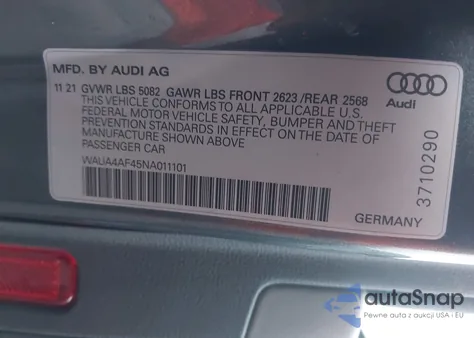 MFD. BY AUDI AG
11 21 GVWR LBS 5082 GAWR LBS FRONT 2623 /REAR 2568
THIS VEHICLE CONFORMS TO ALL APPLICABLE U.S.
FEDERAL MOTOR VEHICLE SAFETY, BUMPER AND THEFT
PREVENTION STANDARDS IN EFFECT ON THE DATE
OF MANUFACTURE SHOWN ABOVE
PASSENGER CAR
WAUA4AF45NA011101
Audi
3710290
GERMANY
autoSnap
Pewne auta z aukcji USA i EU